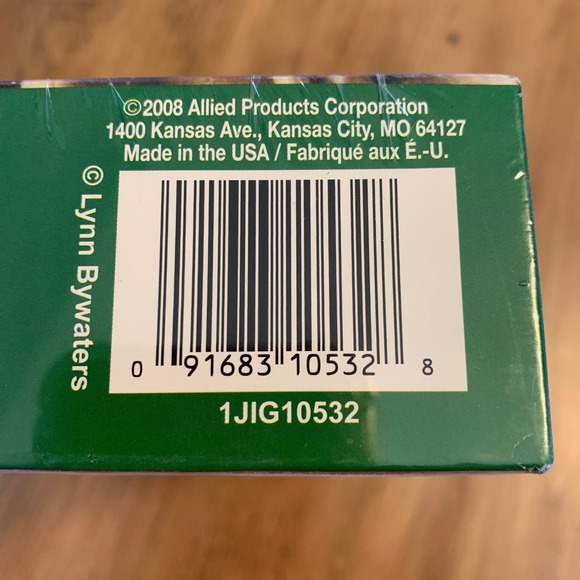 ©2008 Allied Products Corporation
1400 Kansas Ave., Kansas City, MO 64127
Made in the USA / Fabriqué aux É.-U.
© Lynn Bywaters
0 91683 10532 8
1JIG10532